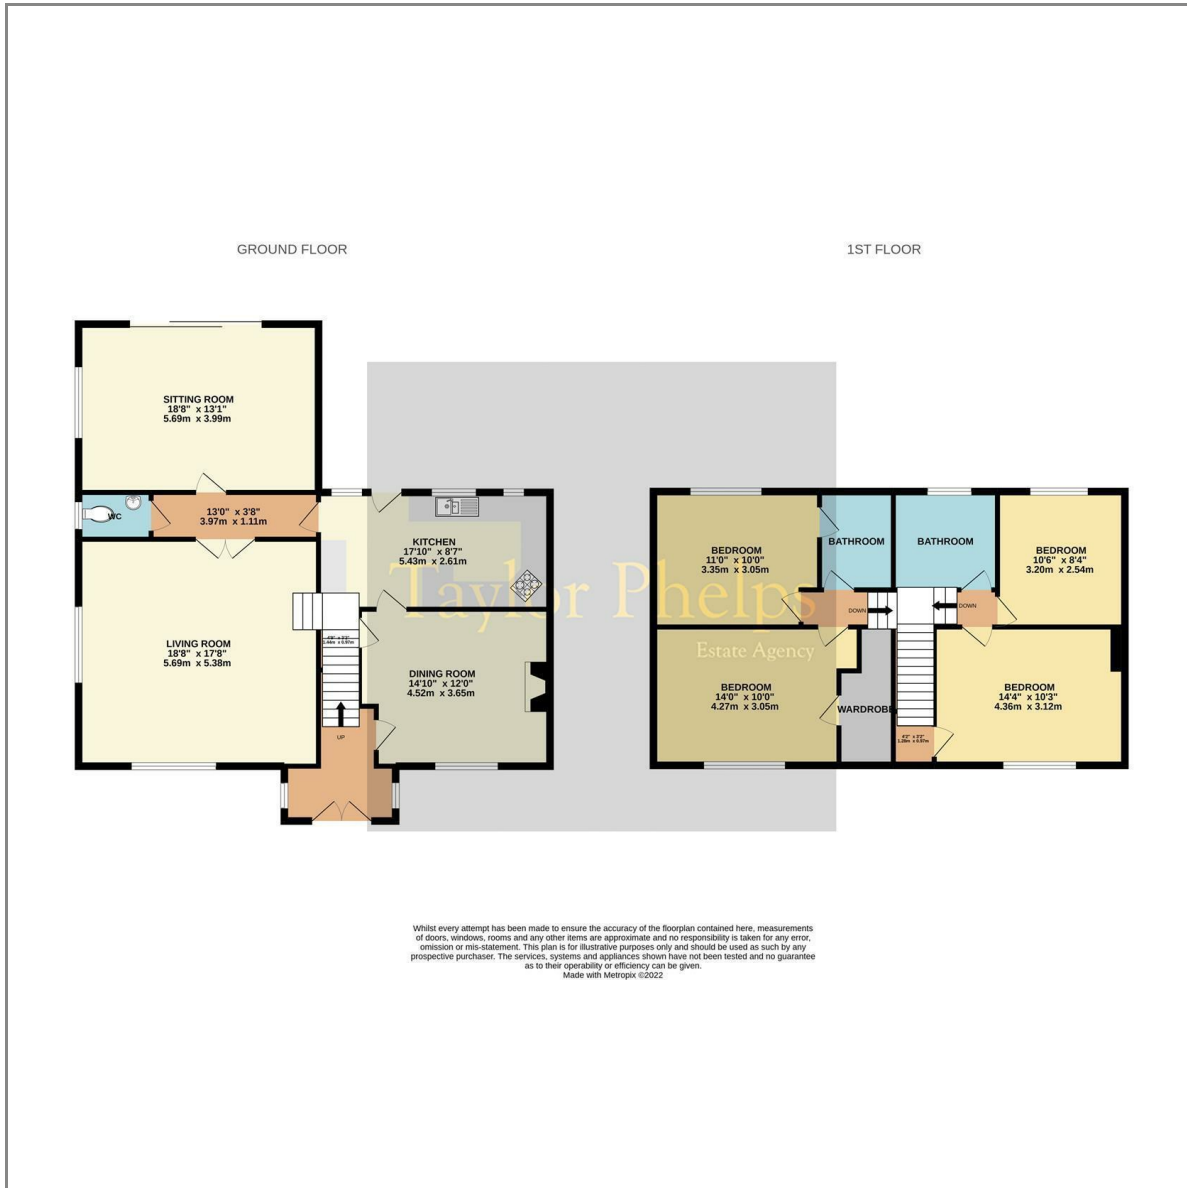 GROUND FLOOR
1ST FLOOR
SITTING ROOM
18'8" x 13'1"
5.69m x 3.99m
WC
13'0" x 3'8"
3.97m x 1.11m
KITCHEN
17'10" x 8'7"
5.43m x 2.61m
LIVING ROOM
18'8" x 17'8"
5.69m x 5.38m
DINING ROOM
14'10" x 12'0"
4.52m x 3.65m
UP
BEDROOM
11'0" x 10'0"
3.35m x 3.05m
BATHROOM
BATHROOM
BEDROOM
10'6" x 8'4"
3.20m x 2.54m
DOWN
DOWN
BEDROOM
14'0" x 10'0"
4.27m x 3.05m
WARDROBE
BEDROOM
14'4" x 10'3"
4.36m x 3.12m
Taylor Phelps
Estate Agency
Whilst every attempt has been made to ensure the accuracy of the floorplan contained here, measurements
of doors, windows, rooms and any other items are approximate and no responsibility is taken for any error,
omission or mis-statement. This plan is for illustrative purposes only and should be used as such by any
prospective purchaser. The services, systems and appliances shown have not been tested and no guarantee
as to their operability or efficiency can be given.
Made with Metropix ©2022